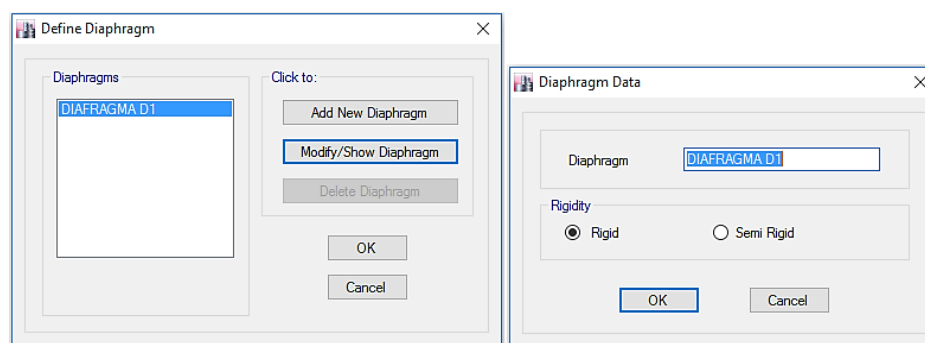 Define Diaphragm
Diaphragms
DIAFRAGMA D1
Click to:
Add New Diaphragm
Modify/Show Diaphragm
Delete Diaphragm
OK
Cancel
Diaphragm Data
Diaphragm
DIAFRAGMA D1
Rigidity
Rigid
Semi Rigid
OK
Cancel